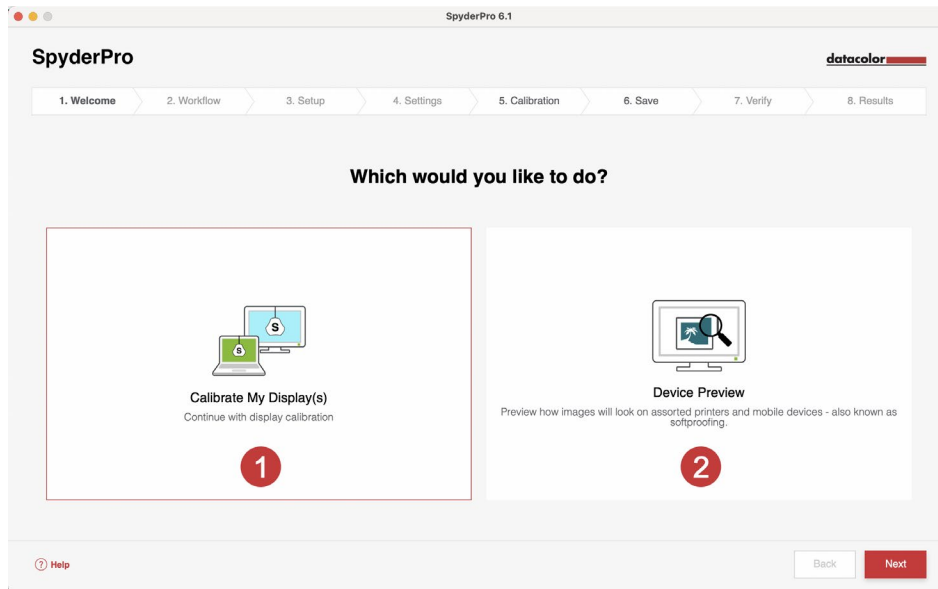 SpyderPro 6.1
SpyderPro
datacolor
1. Welcome
2. Workflow
3. Setup
4. Settings
5. Calibration
6. Save
7. Verify
8. Results
Which would you like to do?
S
S
Calibrate My Display(s)
Continue with display calibration
1
Device Preview
Preview how images will look on assorted printers and mobile devices - also known as
softproofing.
2
? Help
Back
Next